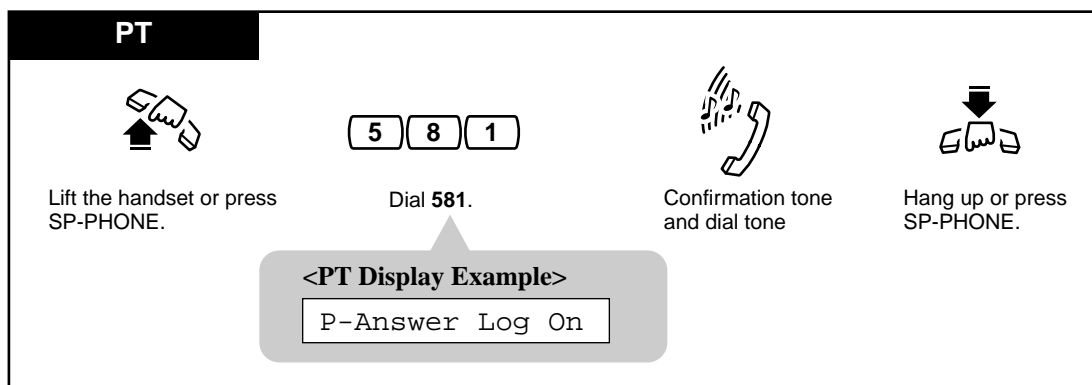 PT
5 8 1
Lift the handset or press
SP-PHONE.
Dial 581.
Confirmation tone
and dial tone
Hang up or press
SP-PHONE.
<PT Display Example>
P-Answer Log On